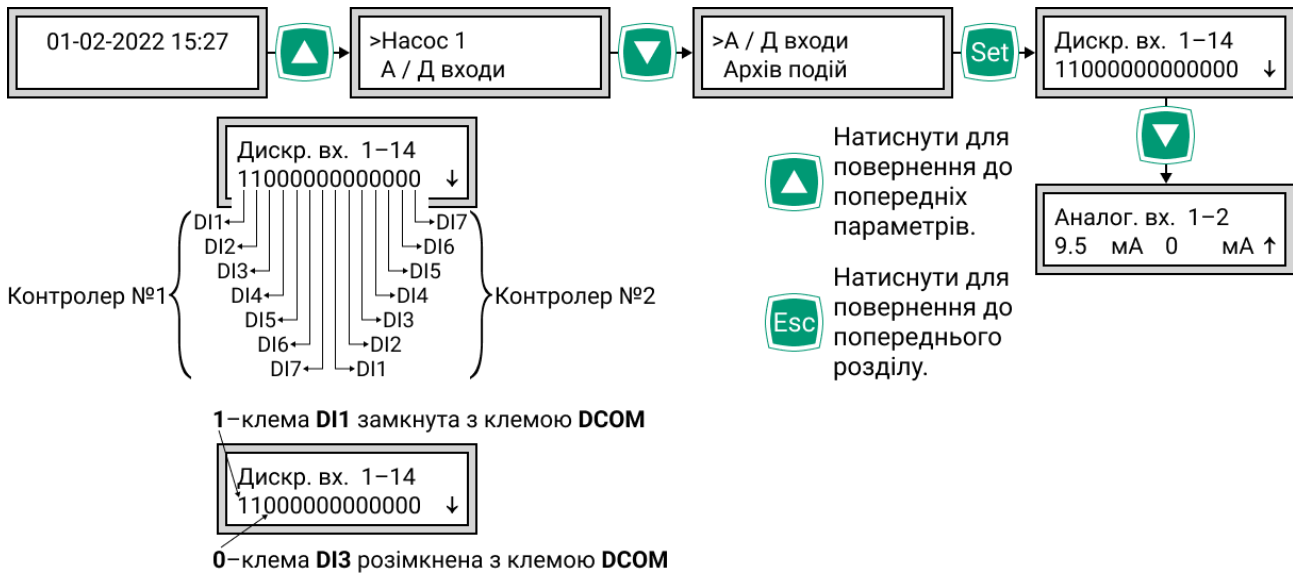 01-02-2022 15:27
>Насос 1
А / Д входи
>А / Д входи
Архів подій
Set
Дискр. вх. 1–14
11000000000000 ↓
Дискр. вх. 1–14
11000000000000 ↓
DI1
DI2
DI3
DI4
DI5
DI6
DI7
DI7
DI6
DI5
DI4
DI3
DI2
DI1
Контролер №1
Контролер №2
Натиснути для
повернення до
попередніх
параметрів.
Аналог. вх. 1–2
9.5 мА 0 мА ↑
Esc
Натиснути для
повернення до
попереднього
розділу.
1–клема DI1 замкнута з клемою DCOM
Дискр. вх. 1–14
11000000000000 ↓
0–клема DI3 розімкнена з клемою DCOM